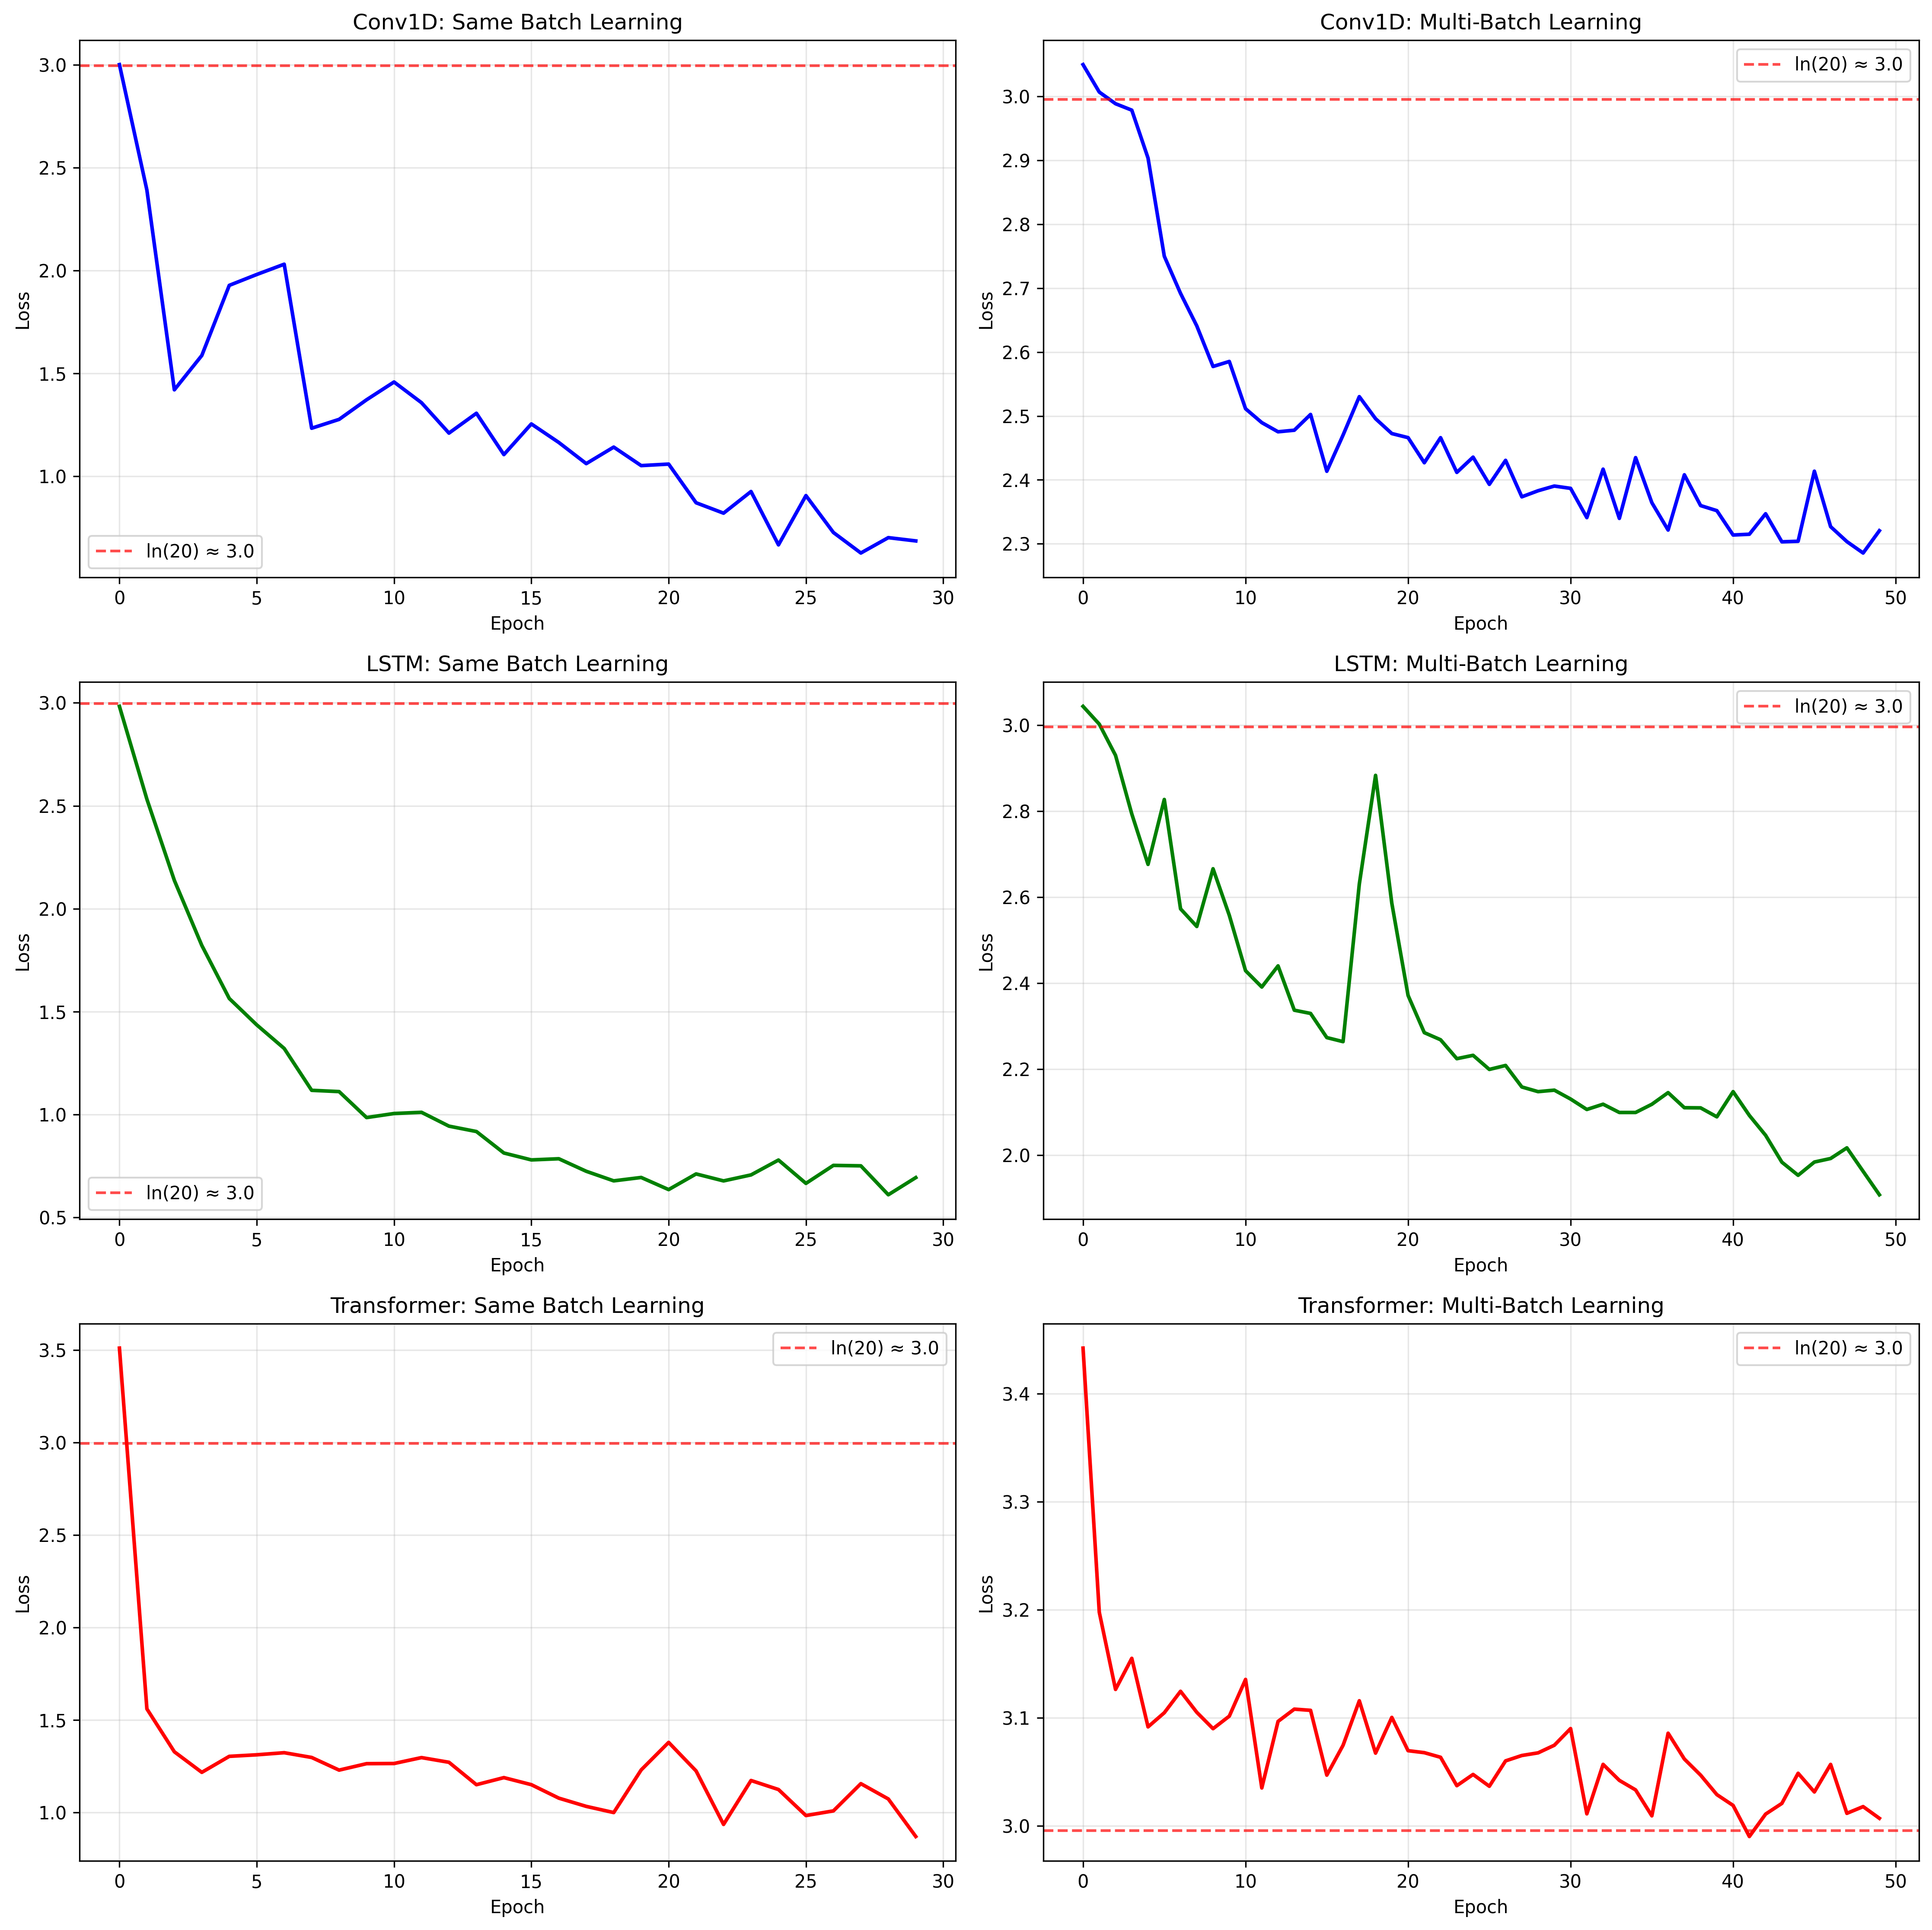 Conv1D: Same Batch Learning
3.0
2.5
2.0
1.5
1.0
Loss
ln(20) ≈ 3.0
0 5 10 15 20 25 30
Epoch
Conv1D: Multi-Batch Learning
ln(20) ≈ 3.0
3.0
2.9
2.8
2.7
2.6
2.5
2.4
2.3
Loss
0 10 20 30 40 50
Epoch
LSTM: Same Batch Learning
3.0
2.5
2.0
1.5
1.0
0.5
Loss
ln(20) ≈ 3.0
0 5 10 15 20 25 30
Epoch
LSTM: Multi-Batch Learning
ln(20) ≈ 3.0
3.0
2.8
2.6
2.4
2.2
2.0
Loss
0 10 20 30 40 50
Epoch
Transformer: Same Batch Learning
ln(20) ≈ 3.0
3.5
3.0
2.5
2.0
1.5
1.0
Loss
0 5 10 15 20 25 30
Epoch
Transformer: Multi-Batch Learning
ln(20) ≈ 3.0
3.4
3.3
3.2
3.1
3.0
Loss
0 10 20 30 40 50
Epoch